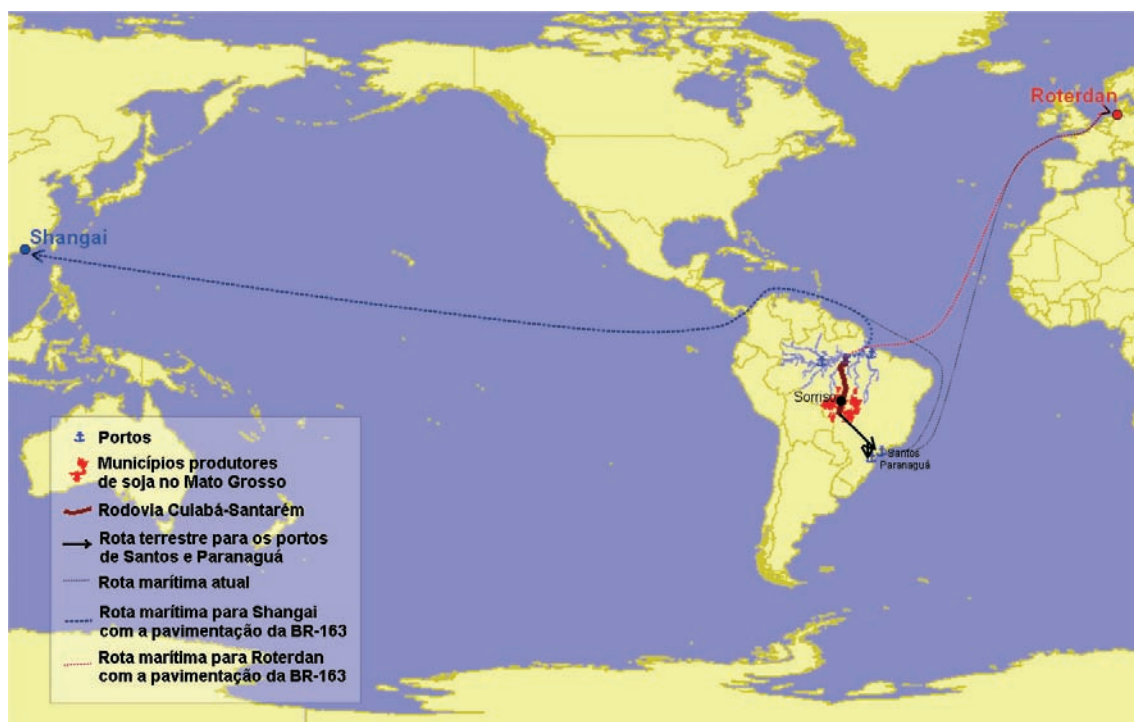 Roterdan
Shangai
Sorriso
Santos
Paranaguá
Portos
Municípios produtores
de soja no Mato Grosso
Rodovia Cuiabá-Santarém
Rota terrestre para os portos
de Santos e Paranaguá
Rota marítima atual
Rota marítima para Shangai
com a pavimentação da BR-163
Rota marítima para Roterdan
com a pavimentação da BR-163